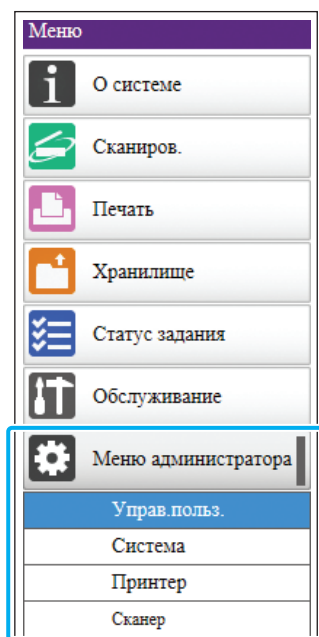 Меню
О системе
Сканиров.
Печать
Хранилище
Статус задания
Обслуживание
Меню администратора
Управ.польз.
Система
Принтер
Сканер